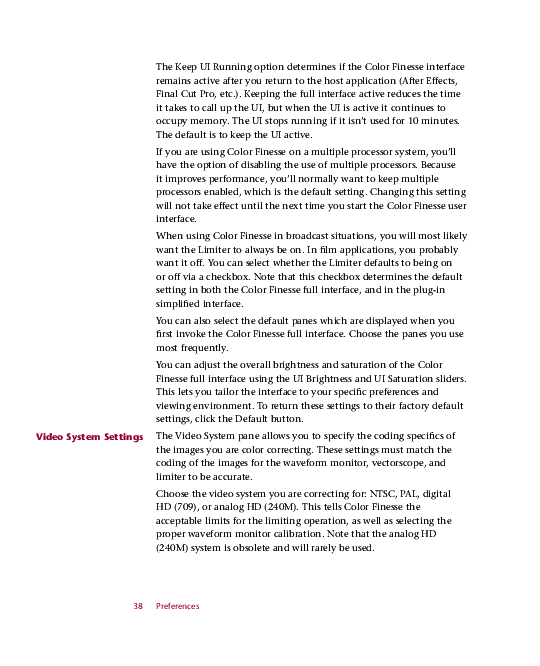 The Keep UI Running option determines if the Color Finesse interface
remains active after you return to the host application (After Effects,
Final Cut Pro, etc.). Keeping the full interface active reduces the time
it takes to call up the UI, but when the UI is active it continues to
occupy memory. The UI stops running if it isn't used for 10 minutes.
The default is to keep the UI active.
If you are using Color Finesse on a multiple processor system, you'll
have the option of disabling the use of multiple processors. Because
it improves performance, you'll normally want to keep multiple
processors enabled, which is the default setting. Changing this setting
will not take effect until the next time you start the Color Finesse user
interface.
When using Color Finesse in broadcast situations, you will most likely
want the Limiter to always be on. In film applications, you probably
want it off. You can select whether the Limiter defaults to being on
or off via a checkbox. Note that this checkbox determines the default
setting in both the Color Finesse full interface, and in the plug-in
simplified interface.
You can also select the default panes which are displayed when you
first invoke the Color Finesse full interface. Choose the panes you use
most frequently.
You can adjust the overall brightness and saturation of the Color
Finesse full interface using the UI Brightness and UI Saturation sliders.
This lets you tailor the interface to your specific preferences and
viewing environment. To return these settings to their factory default
settings, click the Default button.
Video System Settings The Video System pane allows you to specify the coding specifics of
the images you are color correcting. These settings must match the
coding of the images for the waveform monitor, vectorscope, and
limiter to be accurate.
Choose the video system you are correcting for: NTSC, PAL, digital
HD (709), or analog HD (240M). This tells Color Finesse the
acceptable limits for the limiting operation, as well as selecting the
proper waveform monitor calibration. Note that the analog HD
(240M) system is obsolete and will rarely be used.
38 Preferences